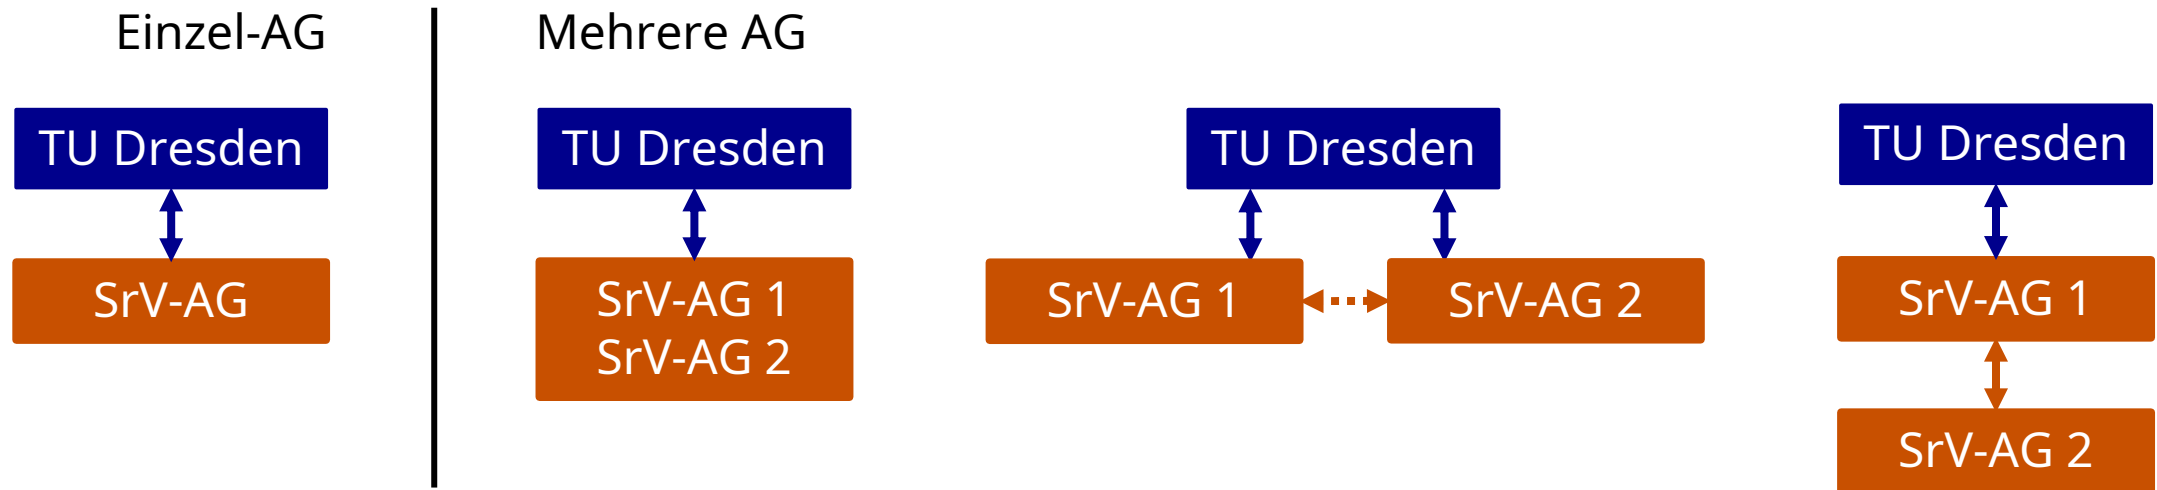 Einzel-AG
TU Dresden
SrV-AG
Mehrere AG
TU Dresden
SrV-AG 1
SrV-AG 2
TU Dresden
SrV-AG 1
SrV-AG 2
TU Dresden
SrV-AG 1
SrV-AG 2